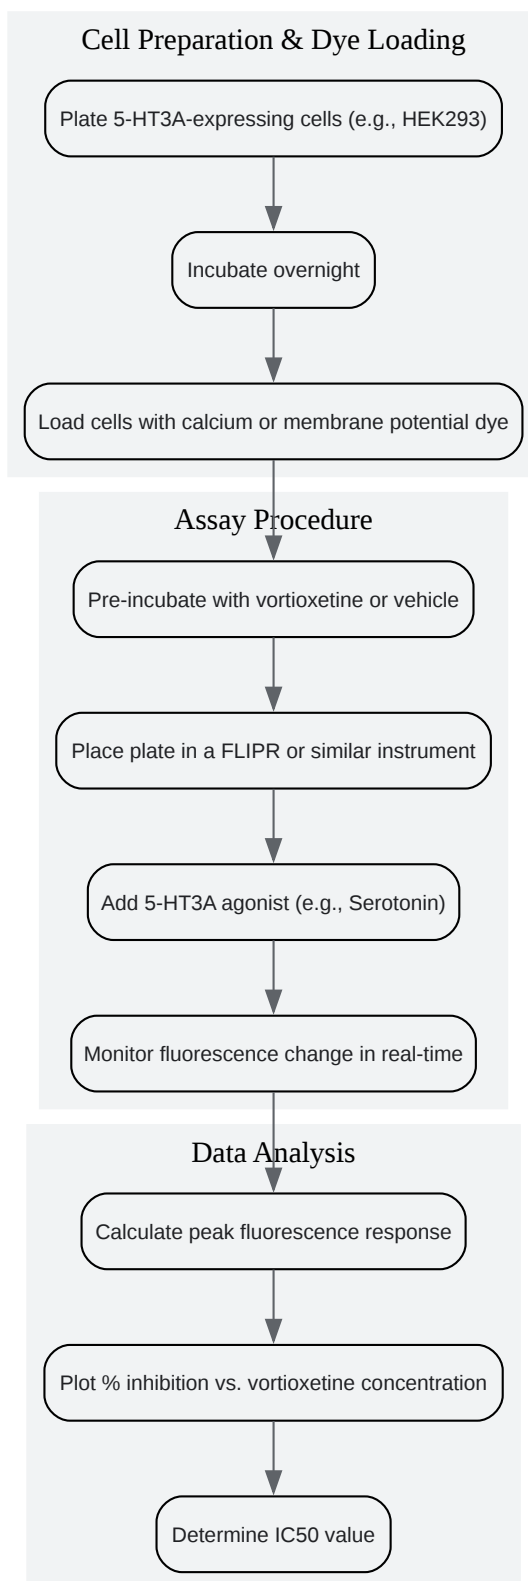 Cell Preparation & Dye Loading
Plate 5-HT3A-expressing cells (e.g., HEK293)
Incubate overnight
Load cells with calcium or membrane potential dye
Assay Procedure
Pre-incubate with vortioxetine or vehicle
Place plate in a FLIPR or similar instrument
Add 5-HT3A agonist (e.g., Serotonin)
Monitor fluorescence change in real-time
Data Analysis
Calculate peak fluorescence response
Plot % inhibition vs. vortioxetine concentration
Determine IC50 value